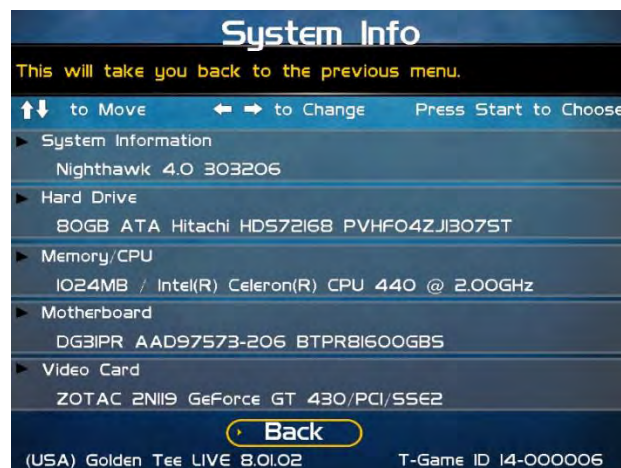 System Info
This will take you back to the previous menu.
to Move to Change Press Start to Choose
System Information
Nighthawk 4.0 303206
Hard Drive
80GB ATA Hitachi HDS72168 PVHF04ZJ1307ST
Memory/CPU
1024MB / Intel(R) Celeron(R) CPU 440 @ 2.00GHz
Motherboard
DG31PR AAD97573-206 BTPR81600GBS
Video Card
ZOTAC 2N119 GeForce GT 430/PCI/SSE2
Back
(USA) Golden Tee LIVE 8.01.02 T-Game ID 14-000006